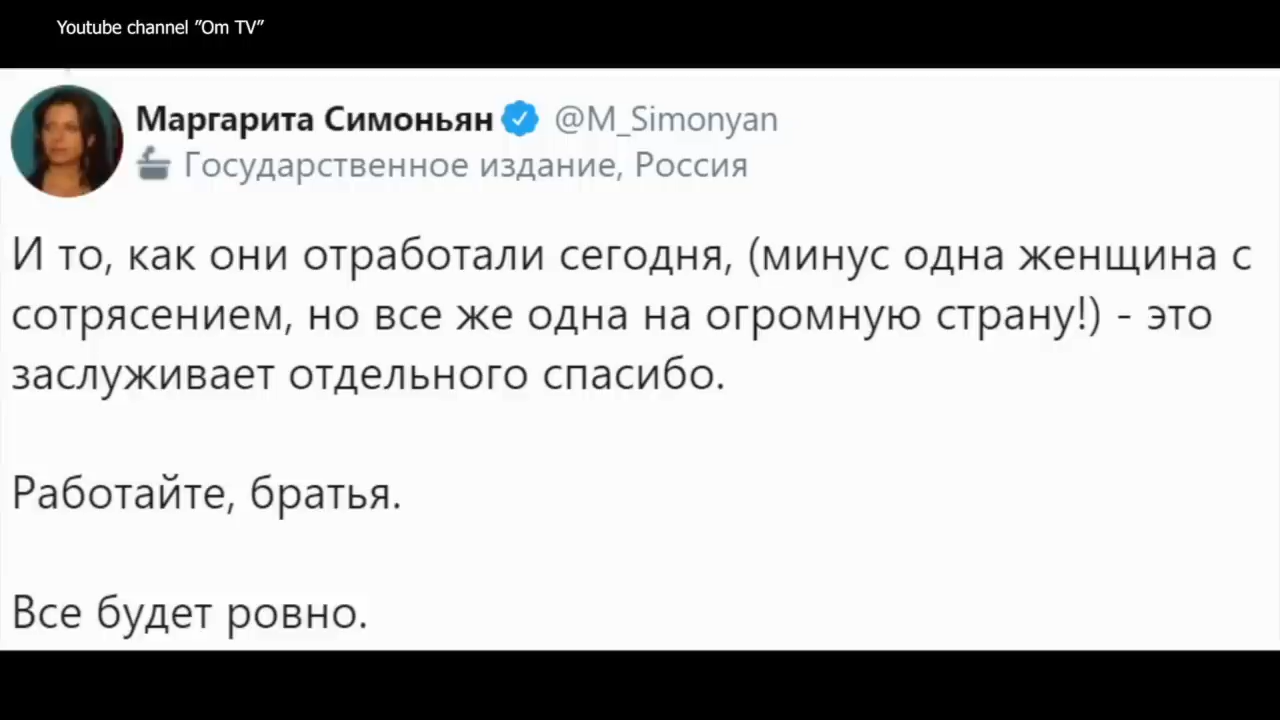 Youtube channel "Om TV"
Маргарита Симоньян @M_Simonyan
Государственное издание, Россия
И то, как они отработали сегодня, (минус одна женщина с
сотрясением, но все же одна на огромную страну!) - это
заслуживает отдельного спасибо.
Работайте, братья.
Все будет ровно.